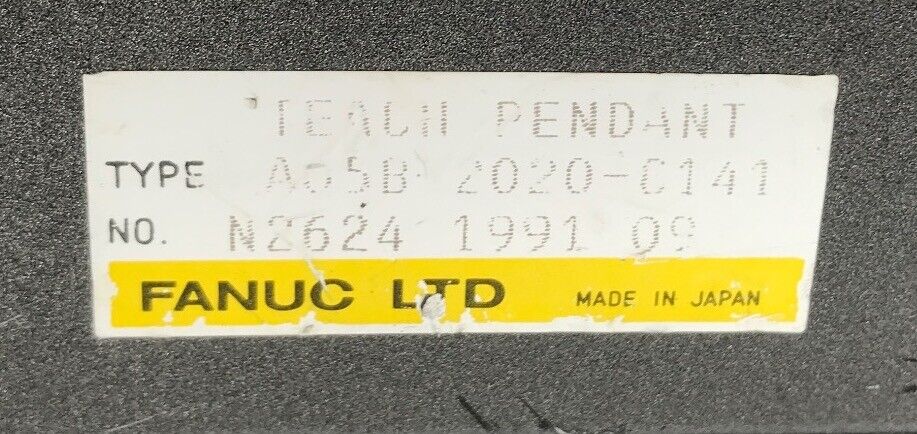 TEACH PENDANT
TYPE A05B-2020-C141
NO. N2624 1991 09
FANUC LTD MADE IN JAPAN